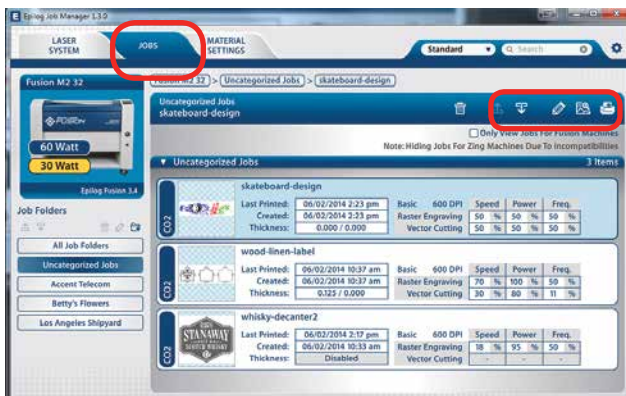 Epilog Job Manager 1.3.0
LASER SYSTEM
JOBS
MATERIAL SETTINGS
Standard
Search
Fusion M2 32
Fusion M2 32 > Uncategorized Jobs > skateboard-design
Uncategorized Jobs
skateboard-design
FUSION
60 Watt
30 Watt
Epilog Fusion 3.4
Only View Jobs For Fusion Machines
Note: Hiding Jobs For Zing Machines Due To Incompatibilities
Uncategorized Jobs 3 Items
Job Folders
All Job Folders
Uncategorized Jobs
Accent Telecom
Betty's Flowers
Los Angeles Shipyard
CO2
skateboard-design
Last Printed: 06/02/2014 2:23 pm Basic 600 DPI Speed Power Freq.
Created: 06/02/2014 2:23 pm Raster Engraving 50 % 50 % 50 %
Thickness: 0.000 / 0.000 Vector Cutting 50 % 50 % 50 %
CO2
wood-linen-label
Last Printed: 06/02/2014 10:37 am Basic 600 DPI Speed Power Freq.
Created: 06/02/2014 10:37 am Raster Engraving 70 % 100 % 50 %
Thickness: 0.125 / 0.000 Vector Cutting 30 % 80 % 11 %
CO2
STANAWAY
SCOTCH WHISKY
whisky-decanter2
Last Printed: 06/02/2014 2:17 pm Basic 600 DPI Speed Power Freq.
Created: 06/02/2014 10:33 am Raster Engraving 18 % 95 % 50 %
Thickness: Disabled Vector Cutting - - -